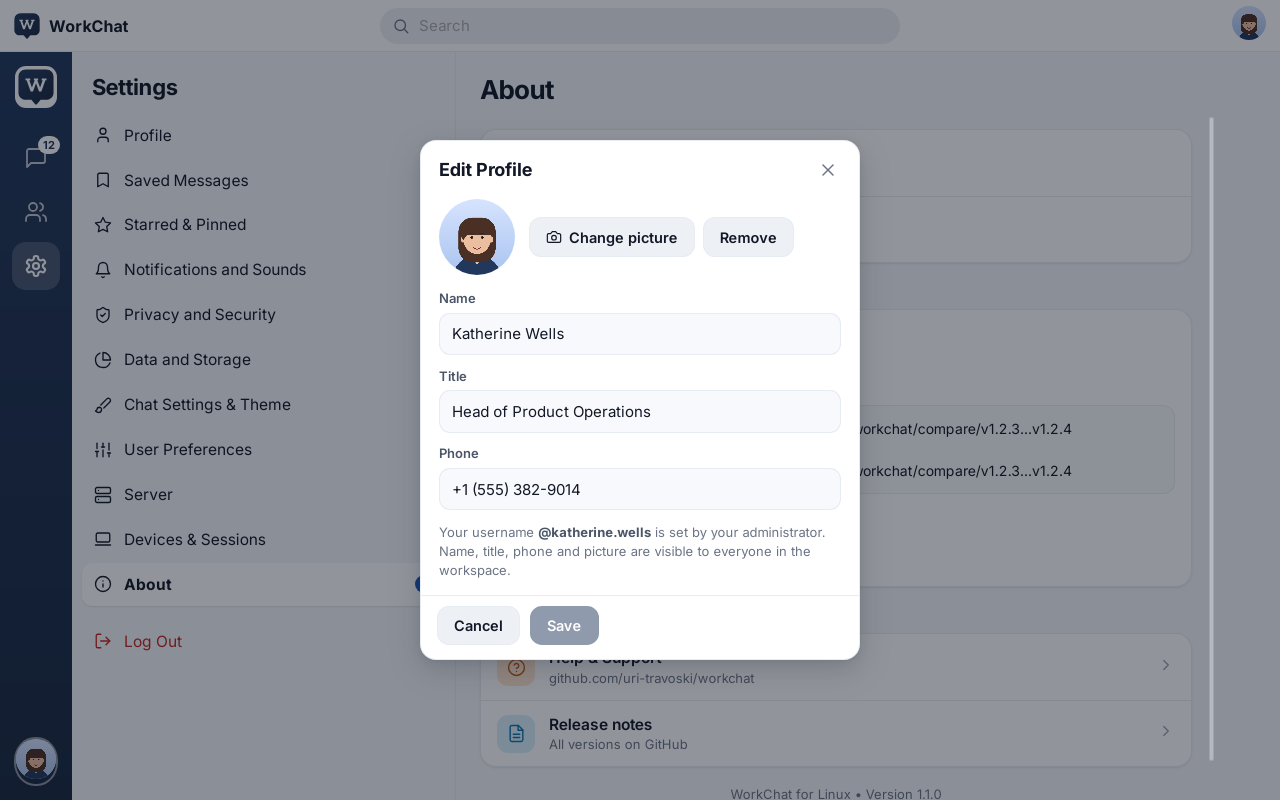 WorkChat
Search
W
12
Settings
Profile
Saved Messages
Starred & Pinned
Notifications and Sounds
Privacy and Security
Data and Storage
Chat Settings & Theme
User Preferences
Server
Devices & Sessions
About
Log Out
About
Edit Profile
Change picture
Remove
Name
Katherine Wells
Title
Head of Product Operations
Phone
+1 (555) 382-9014
Your username @katherine.wells is set by your administrator.
Name, title, phone and picture are visible to everyone in the
workspace.
Cancel
Save
workchat/compare/v1.2.3...v1.2.4
workchat/compare/v1.2.3...v1.2.4
Help & Support
github.com/uri-travoski/workchat
Release notes
All versions on GitHub
WorkChat for Linux • Version 1.1.0